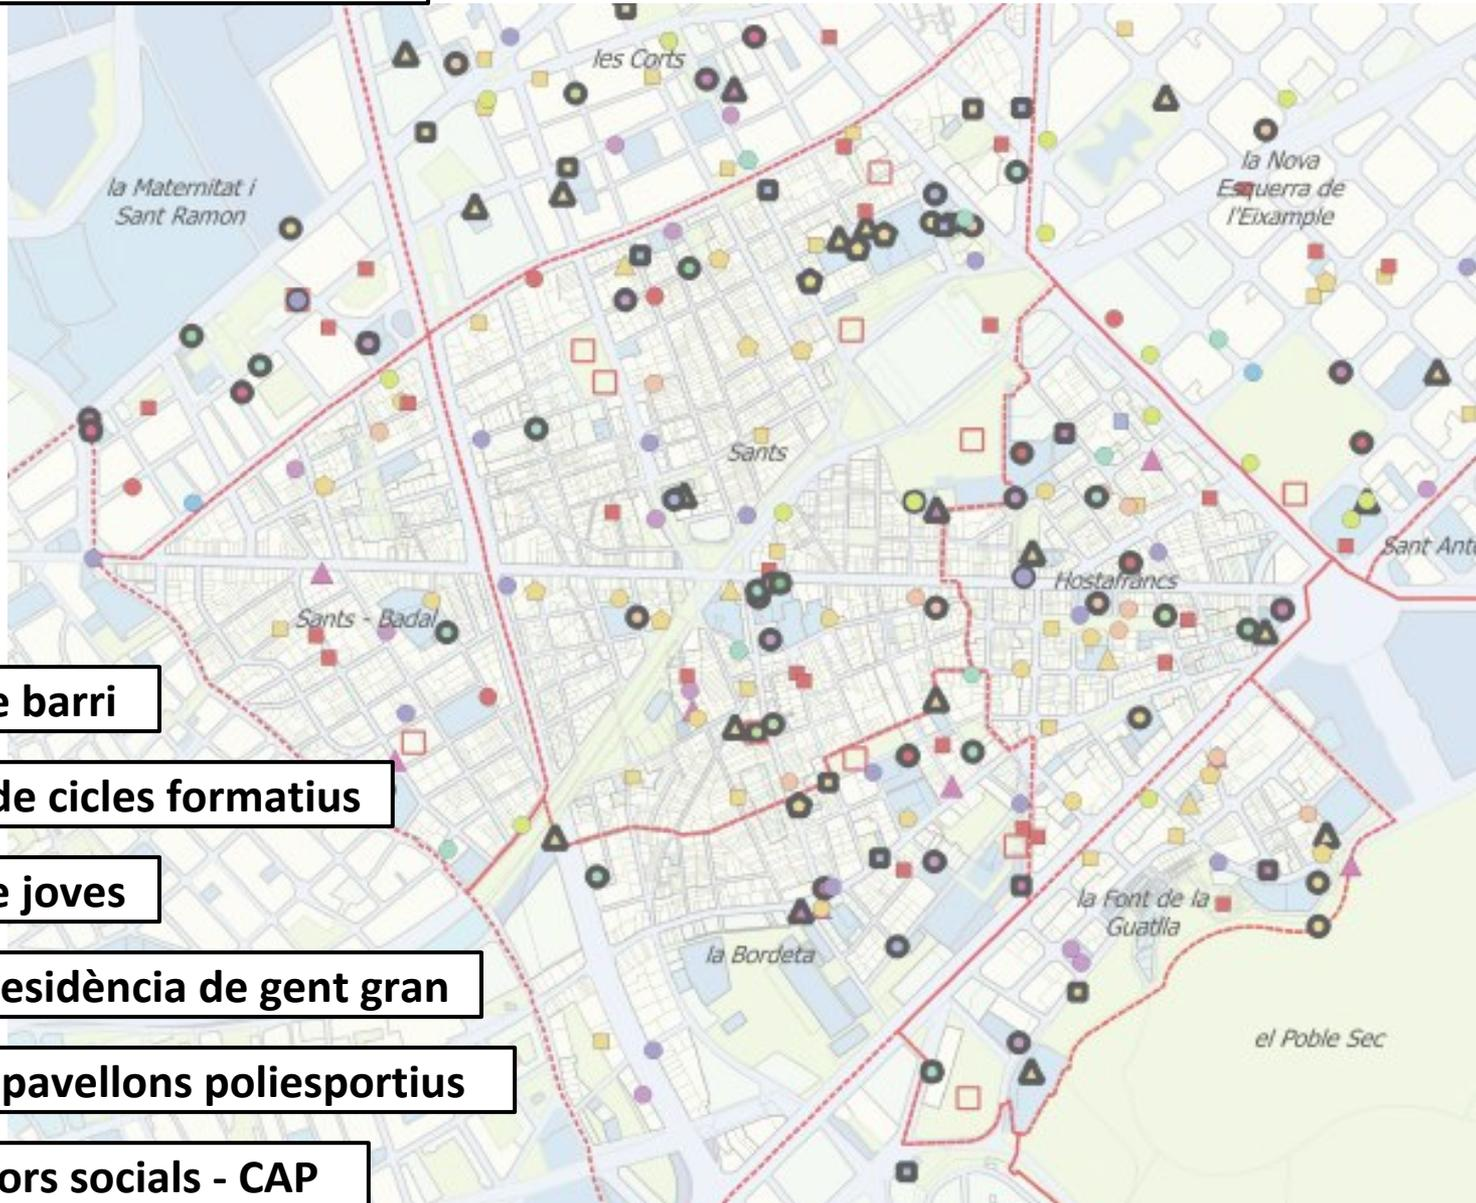 les Corts
la Maternitat i
Sant Ramon
la Nova
Esquerra de
l'Eixample
Sants
Sant Ant
Hostafrancs
Sants - Badal
e barri
de cicles formatius
e joves
la Font de la
Guatlla
la Bordeta
esidència de gent gran
el Poble Sec
pavellons poliesportius
ors socials - CAP